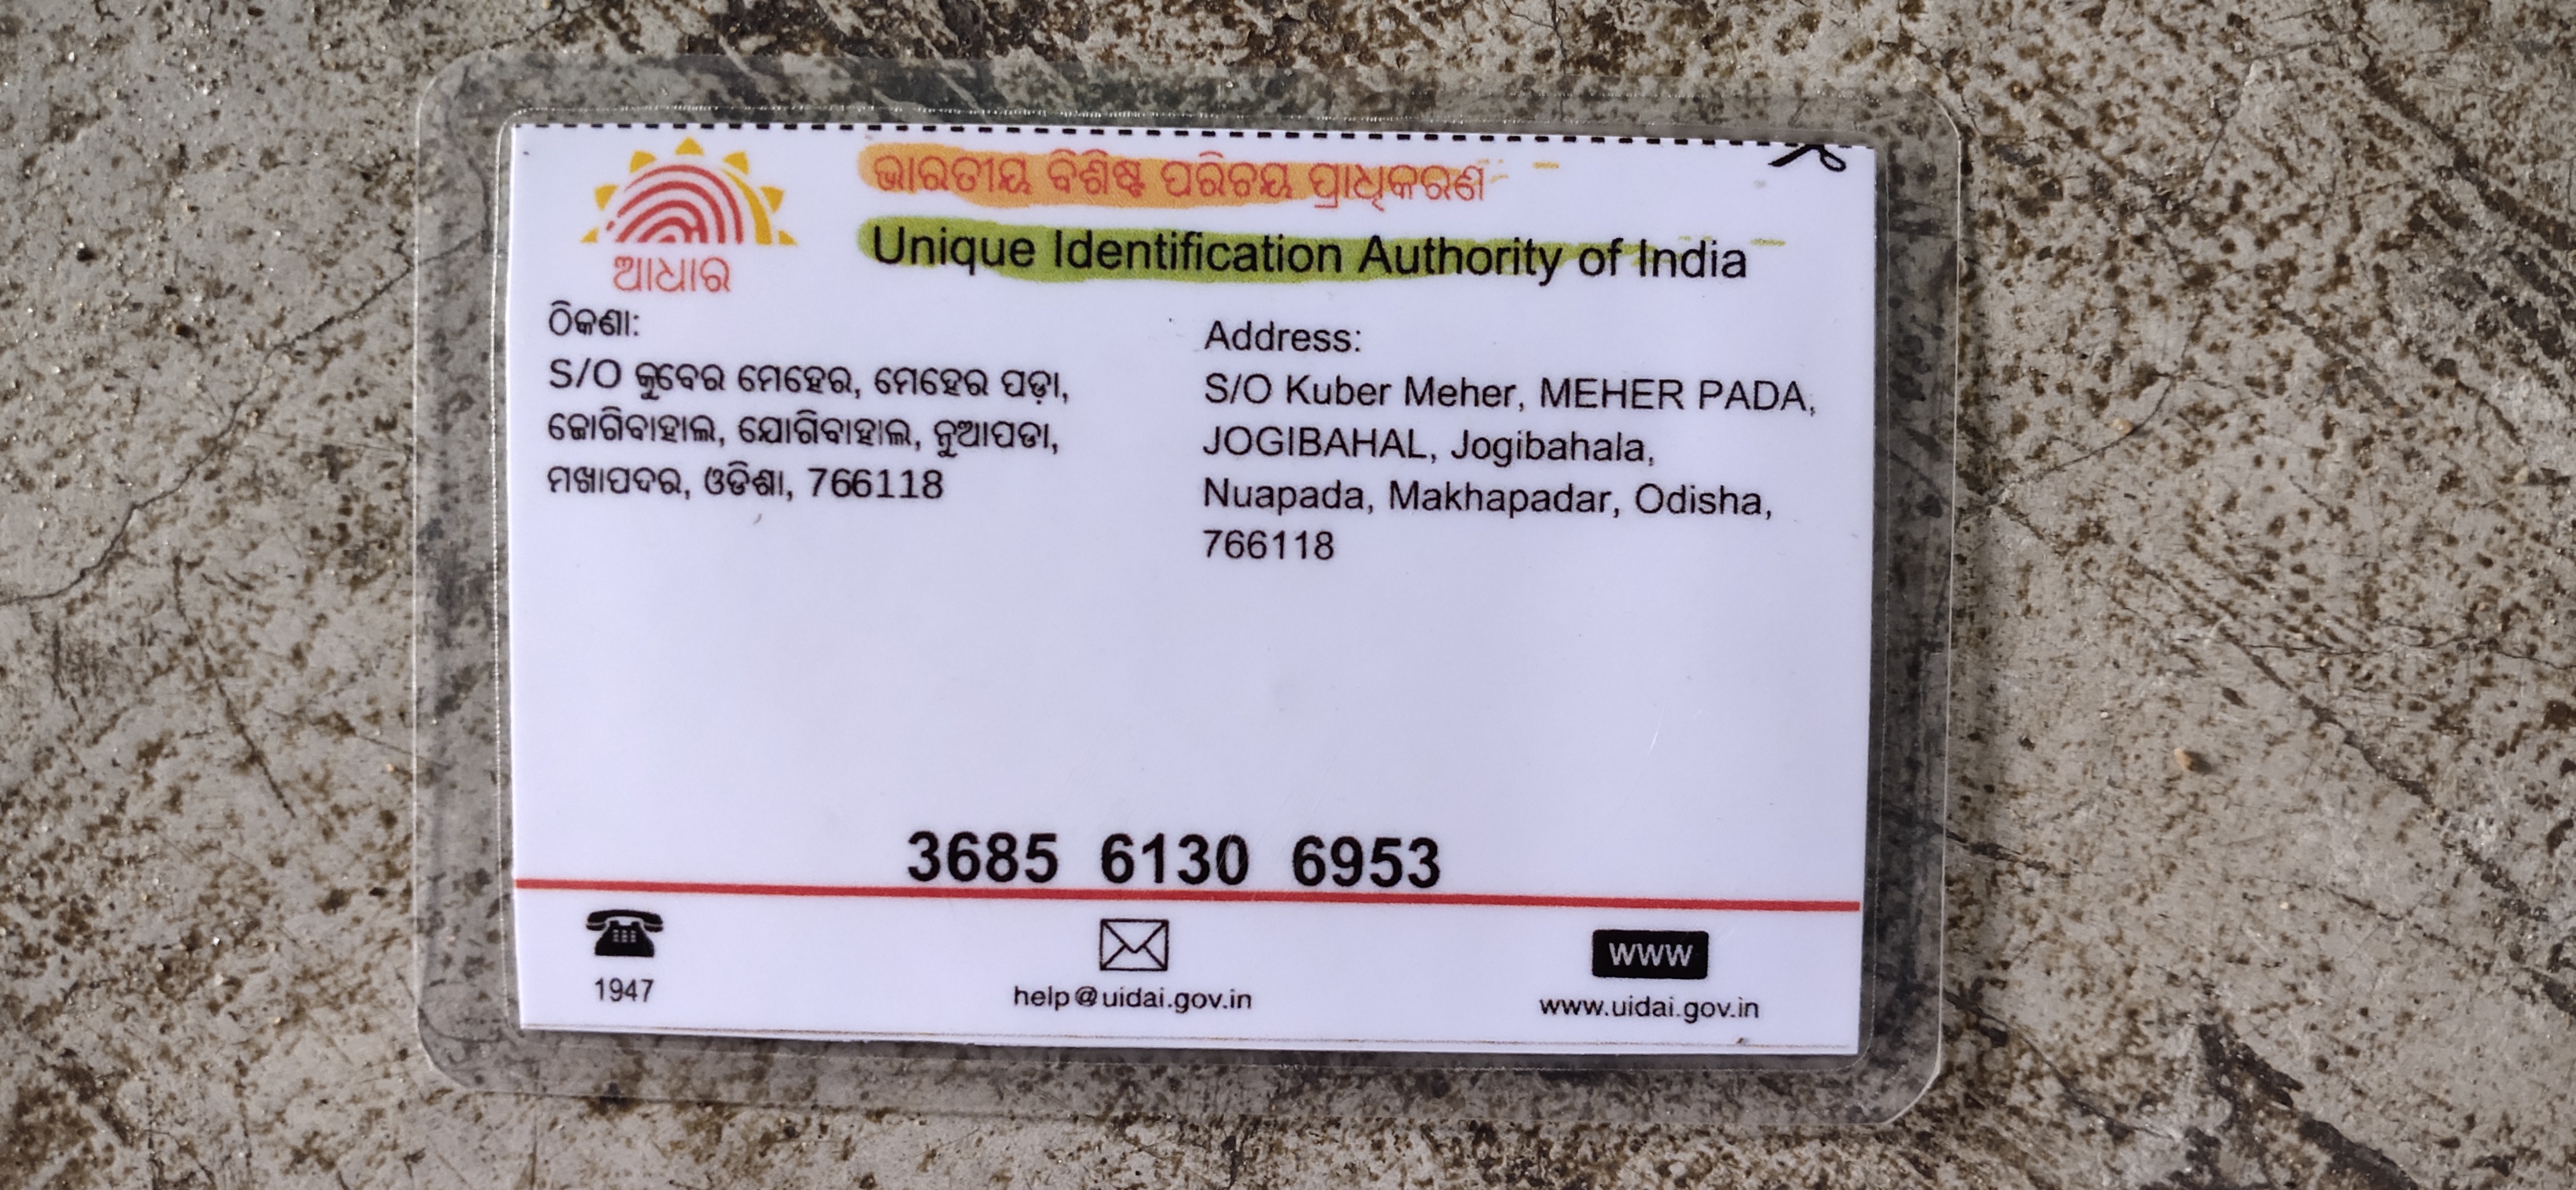 ଭାରତୀୟ ବିଶିଷ୍ଟ ପରିଚୟ ପ୍ରାଧିକରଣ
Unique Identification Authority of India
ଆଧାର
ଠିକଣା:
S/O କୁବେର ମେହେର, ମେହେର ପଡ଼ା,
ଜୋଗିବାହାଲ, ଯୋଗିବାହାଲ, ନୁଆପଡା,
ମଖାପଦର, ଓଡିଶା, 766118
Address:
S/O Kuber Meher, MEHER PADA,
JOGIBAHAL, Jogibahala,
Nuapada, Makhapadar, Odisha,
766118
3685 6130 6953
1947
help@uidai.gov.in
www
www.uidai.gov.in